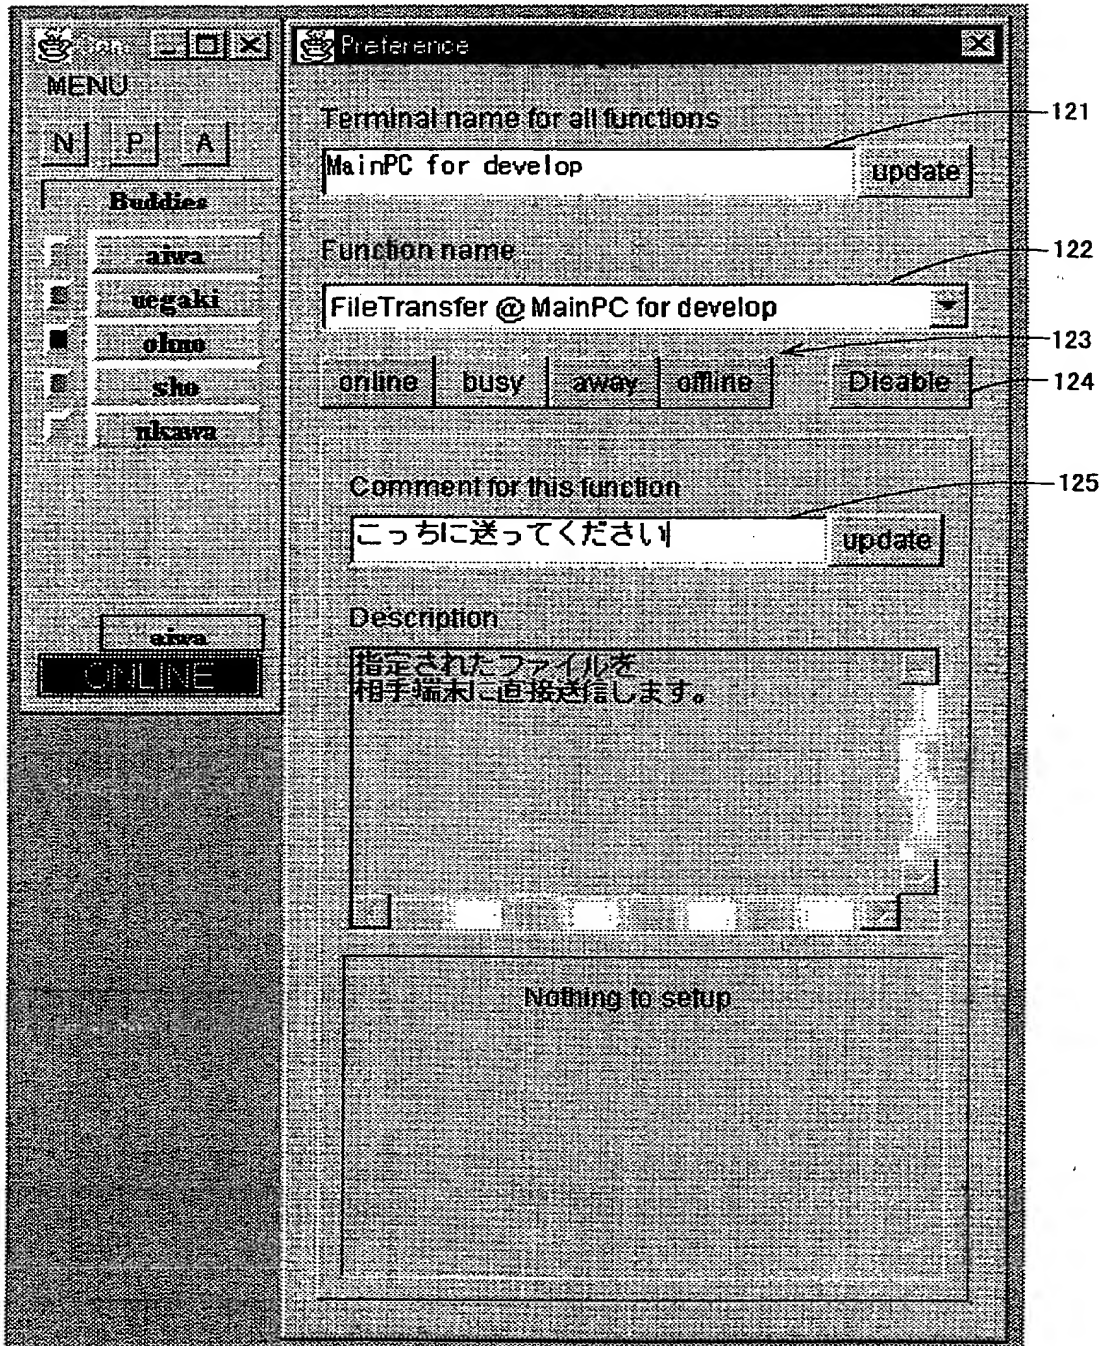 MENU
N P A
Buddies
aiwa
uegaki
ohno
sho
nkawa
aiwa
ONLINE
Preference
Terminal name for all functions
MainPC for develop
update
Function name
FileTransfer @ MainPC for develop
online busy away offline
Disable
Comment for this function
こっちに送ってください
update
Description
指定されたファイルを
相手端末に直接送信します。
Nothing to setup
121
122
123
124
125